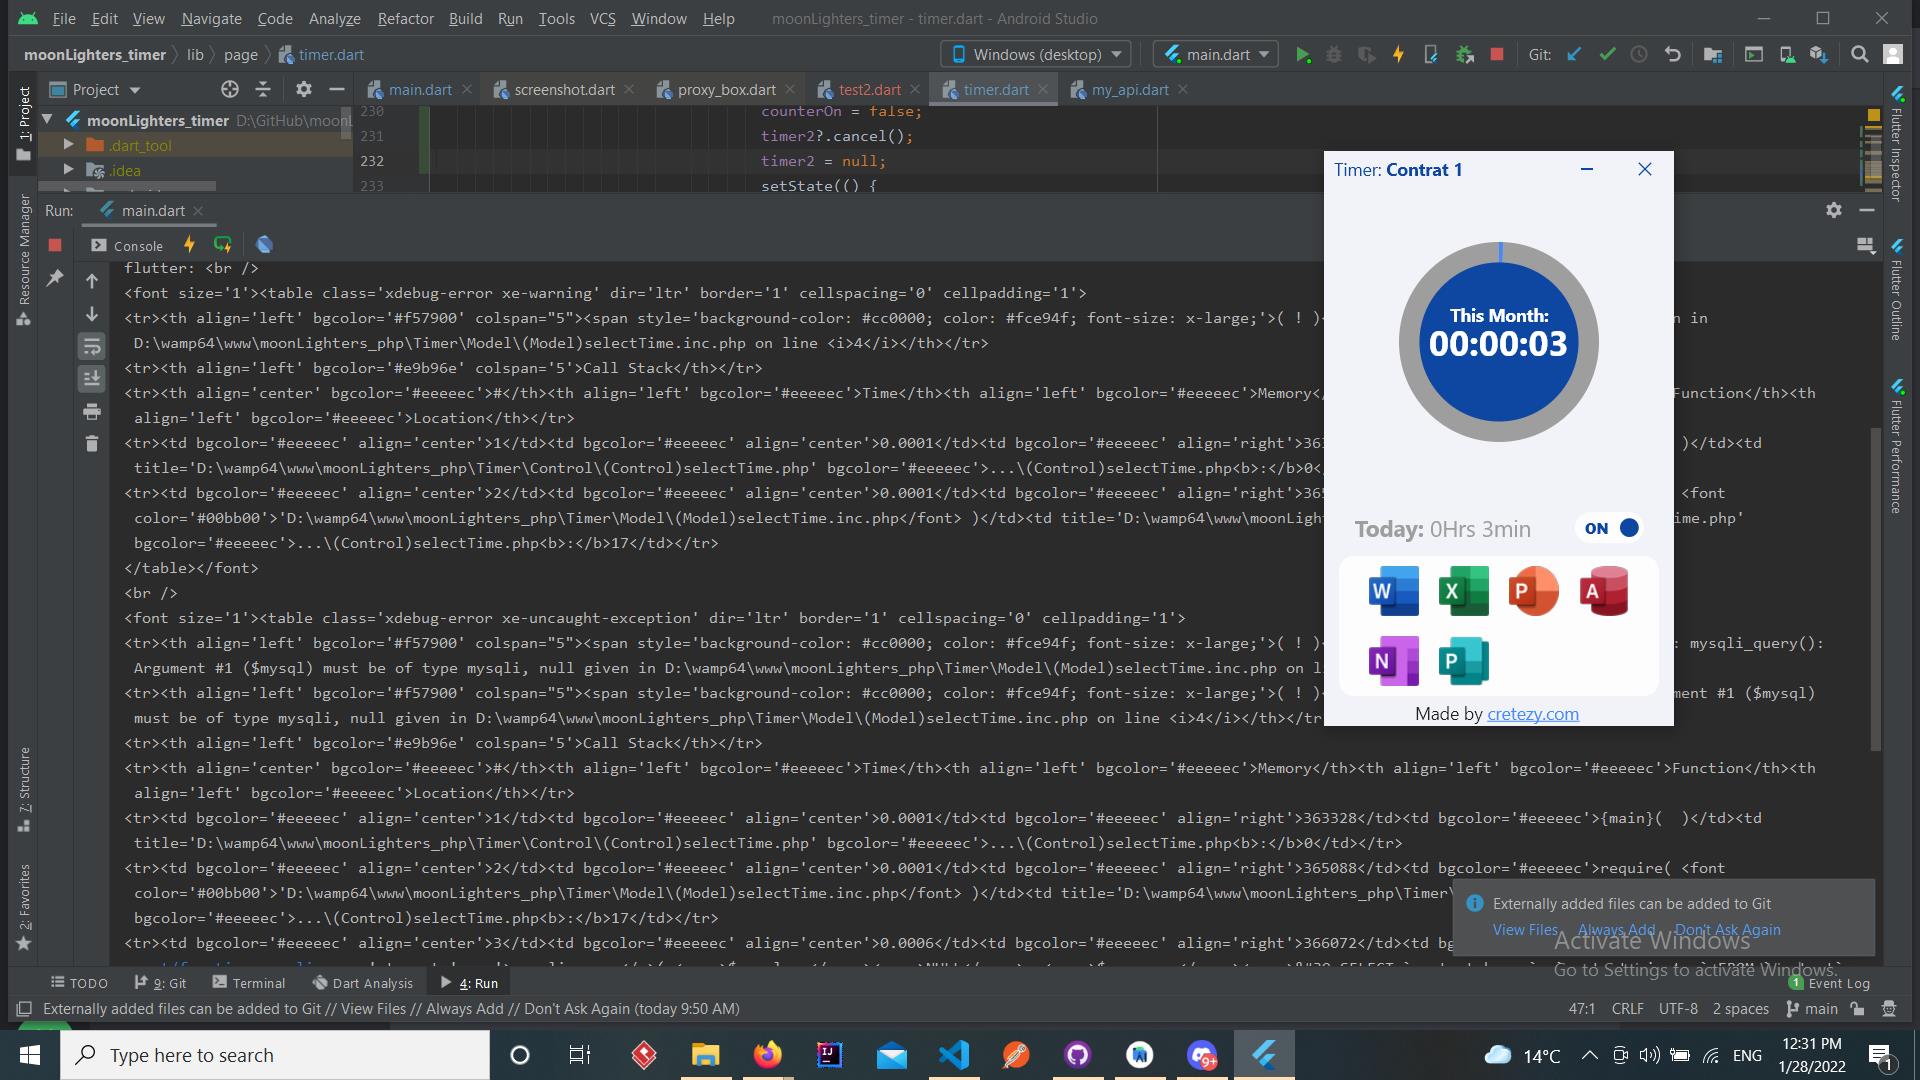 File Edit View Navigate Code Analyze Refactor Build Run Tools VCS Window Help moonLighters_timer - timer.dart - Android Studio
moonLighters_timer lib page timer.dart Windows (desktop) main.dart Git:
1: Project Project main.dart screenshot.dart proxy_box.dart test2.dart timer.dart my_api.dart
moonLighters_timer D:\GitHub\moonL
.dart_tool
.idea
230 counterOn = false;
231 timer2?.cancel();
232 timer2 = null;
233 setState(() {
Resource Manager
7: Structure
2: Favorites
Flutter Inspector
Flutter Outline
Flutter Performance
Run: main.dart
Console
flutter: <br />
<font size='1'><table class='xdebug-error xe-warning' dir='ltr' border='1' cellspacing='0' cellpadding='1'>
<tr><th align='left' bgcolor='#f57900' colspan="5"><span style='background-color: #cc0000; color: #fce94f; font-size: x-large;'>( ! )< n in
D:\wamp64\www\moonLighters_php\Timer\Model\(Model)selectTime.inc.php on line <i>4</i></th></tr>
<tr><th align='left' bgcolor='#e9b96e' colspan='5'>Call Stack</th></tr>
<tr><th align='center' bgcolor='#eeeeec'>#</th><th align='left' bgcolor='#eeeeec'>Time</th><th align='left' bgcolor='#eeeeec'>Memory</ Function</th><th
align='left' bgcolor='#eeeeec'>Location</th></tr>
<tr><td bgcolor='#eeeeec' align='center'>1</td><td bgcolor='#eeeeec' align='center'>0.0001</td><td bgcolor='#eeeeec' align='right'>36 )</td><td
title='D:\wamp64\www\moonLighters_php\Timer\Control\(Control)selectTime.php' bgcolor='#eeeeec'>...\(Control)selectTime.php<b>:</b>0<
<tr><td bgcolor='#eeeeec' align='center'>2</td><td bgcolor='#eeeeec' align='center'>0.0001</td><td bgcolor='#eeeeec' align='right'>365 <font
color='#00bb00'>'D:\wamp64\www\moonLighters_php\Timer\Model\(Model)selectTime.inc.php</font> )</td><td title='D:\wamp64\www\moonLight ime.php'
bgcolor='#eeeeec'>...\(Control)selectTime.php<b>:</b>17</td></tr>
</table></font>
<br />
<font size='1'><table class='xdebug-error xe-uncaught-exception' dir='ltr' border='1' cellspacing='0' cellpadding='1'>
<tr><th align='left' bgcolor='#f57900' colspan="5"><span style='background-color: #cc0000; color: #fce94f; font-size: x-large;'>( ! )< : mysqli_query():
Argument #1 ($mysql) must be of type mysqli, null given in D:\wamp64\www\moonLighters_php\Timer\Model\(Model)selectTime.inc.php on l
<tr><th align='left' bgcolor='#f57900' colspan="5"><span style='background-color: #cc0000; color: #fce94f; font-size: x-large;'>( ! )< ment #1 ($mysql)
must be of type mysqli, null given in D:\wamp64\www\moonLighters_php\Timer\Model\(Model)selectTime.inc.php on line <i>4</i></th></tr
<tr><th align='left' bgcolor='#e9b96e' colspan='5'>Call Stack</th></tr>
<tr><th align='center' bgcolor='#eeeeec'>#</th><th align='left' bgcolor='#eeeeec'>Time</th><th align='left' bgcolor='#eeeeec'>Memory</th><th align='left' bgcolor='#eeeeec'>Function</th><th
align='left' bgcolor='#eeeeec'>Location</th></tr>
<tr><td bgcolor='#eeeeec' align='center'>1</td><td bgcolor='#eeeeec' align='center'>0.0001</td><td bgcolor='#eeeeec' align='right'>363328</td><td bgcolor='#eeeeec'>{main}(  )</td><td
title='D:\wamp64\www\moonLighters_php\Timer\Control\(Control)selectTime.php' bgcolor='#eeeeec'>...\(Control)selectTime.php<b>:</b>0</td></tr>
<tr><td bgcolor='#eeeeec' align='center'>2</td><td bgcolor='#eeeeec' align='center'>0.0001</td><td bgcolor='#eeeeec' align='right'>365088</td><td bgcolor='#eeeeec'>require( <font
color='#00bb00'>'D:\wamp64\www\moonLighters_php\Timer\Model\(Model)selectTime.inc.php</font> )</td><td title='D:\wamp64\www\moonLighters_php\Timer\
bgcolor='#eeeeec'>...\(Control)selectTime.php<b>:</b>17</td></tr>
<tr><td bgcolor='#eeeeec' align='center'>3</td><td bgcolor='#eeeeec' align='center'>0.0006</td><td bgcolor='#eeeeec' align='right'>366072</td><td bg
Timer: Contrat 1
This Month:
00:00:03
Today: 0Hrs 3min ON
W X P A
N P
Made by cretezy.com
Externally added files can be added to Git
View Files Always Add Don't Ask Again
Activate Windows
Go to Settings to activate Windows.
TODO 9: Git Terminal Dart Analysis 4: Run 1 Event Log
Externally added files can be added to Git // View Files // Always Add // Don't Ask Again (today 9:50 AM) 47:1 CRLF UTF-8 2 spaces main
Type here to search IJ 9+ 14°C ENG 12:31 PM
1/28/2022 1